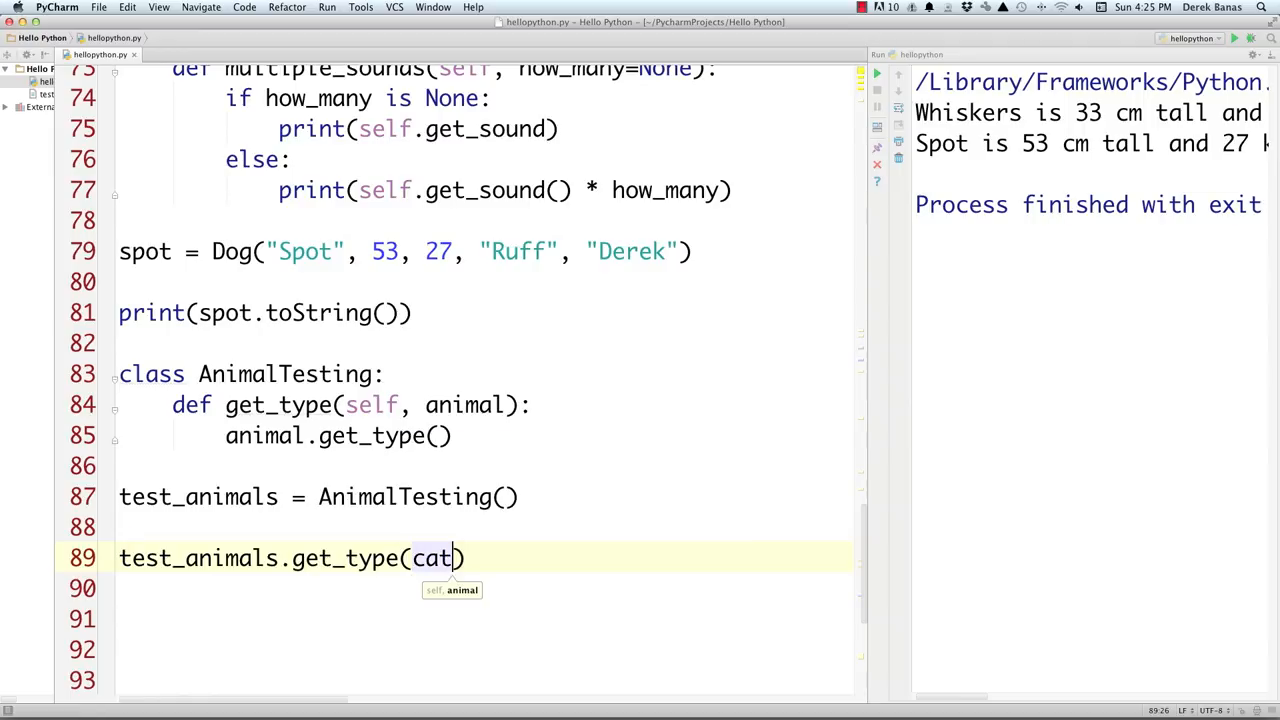 PyCharm File Edit View Navigate Code Refactor Run Tools VCS Window Help 10 Sun 4:25 PM Derek Banas
hellopython.py - Hello Python - [~/PycharmProjects/Hello Python]
Hello Python hellopython.py hellopython
hellopython.py Run hellopython
Hello P
hello
test
Externa
73 def multiple_sounds(self, how_many=None):
74 if how_many is None:
75 print(self.get_sound)
76 else:
77 print(self.get_sound() * how_many)
78
79 spot = Dog("Spot", 53, 27, "Ruff", "Derek")
80
81 print(spot.toString())
82
83 class AnimalTesting:
84 def get_type(self, animal):
85 animal.get_type()
86
87 test_animals = AnimalTesting()
88
89 test_animals.get_type(cat)
self, animal
90
91
92
93
/Library/Frameworks/Python.
Whiskers is 33 cm tall and
Spot is 53 cm tall and 27 k
Process finished with exit
89:26 LF UTF-8